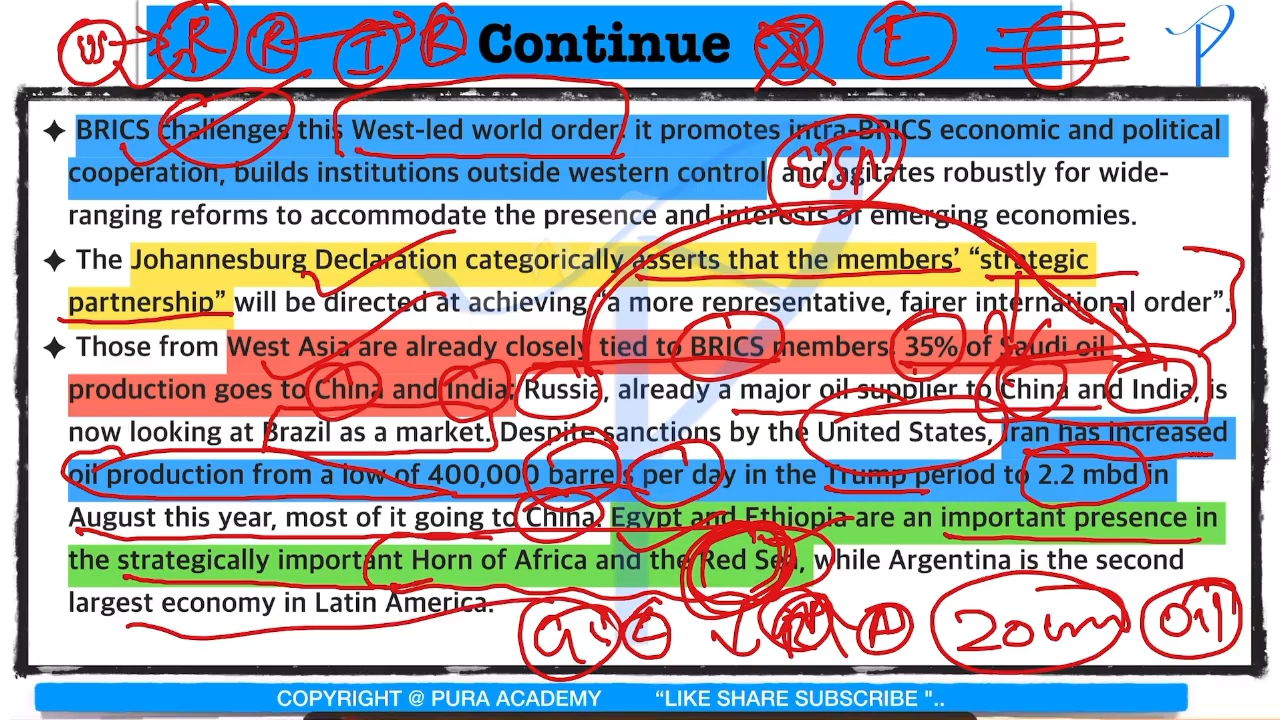 W R R I R Continue E
✦ BRICS challenges this West-led world order, it promotes intra-BRICS economic and political
cooperation, builds institutions outside western control, and agitates robustly for wide-
ranging reforms to accommodate the presence and interests of emerging economies.
✦ The Johannesburg Declaration categorically asserts that the members’ “strategic
partnership” will be directed at achieving, “a more representative, fairer international order”.
✦ Those from West Asia are already closely tied to BRICS members. 35% of Saudi oil
production goes to China and India; Russia, already a major oil supplier to China and India, is
now looking at Brazil as a market. Despite sanctions by the United States, Iran has increased
oil production from a low of 400,000 barrels per day in the Trump period to 2.2 mbd in
August this year, most of it going to China. Egypt and Ethiopia are an important presence in
the strategically important Horn of Africa and the Red Sea, while Argentina is the second
largest economy in Latin America.
oil
COPYRIGHT @ PURA ACADEMY “LIKE SHARE SUBSCRIBE "..